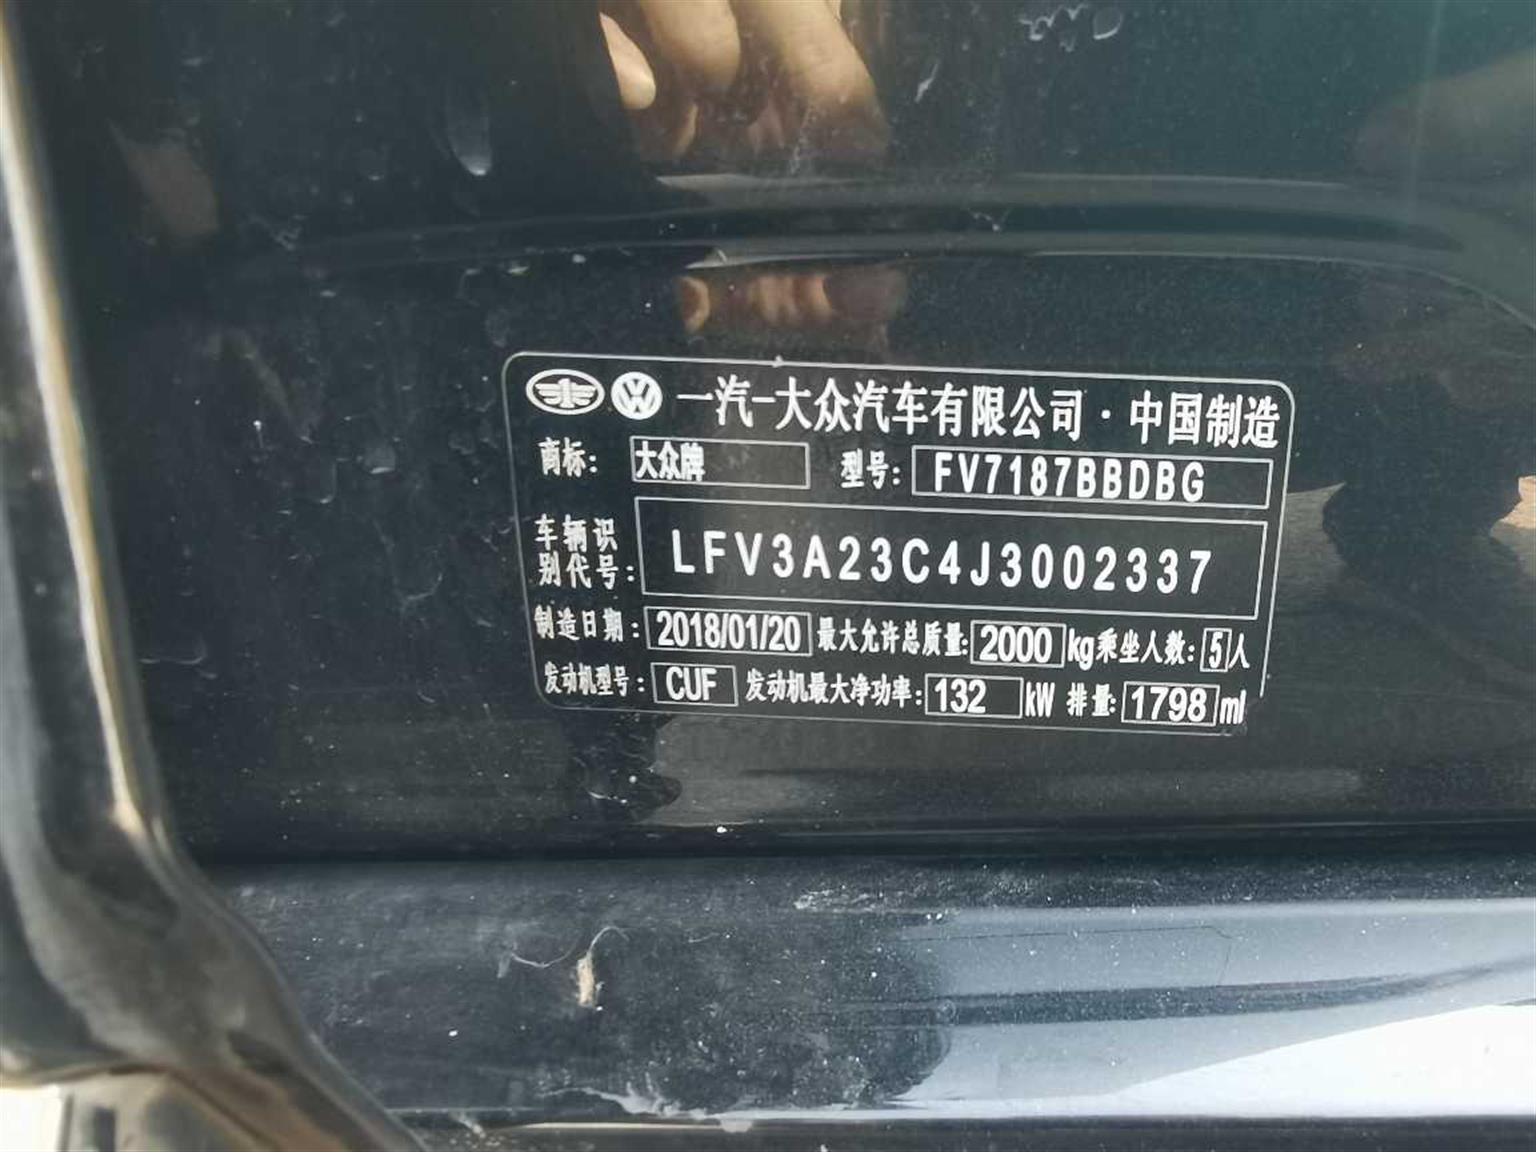 一汽-大众汽车有限公司·中国制造
商标: 大众牌 型号: FV7187BBDBG
车辆识别代号: LFV3A23C4J3002337
制造日期: 2018/01/20 最大允许总质量: 2000 kg 乘坐人数: 5 人
发动机型号: CUF 发动机最大净功率: 132 kW 排量: 1798 ml